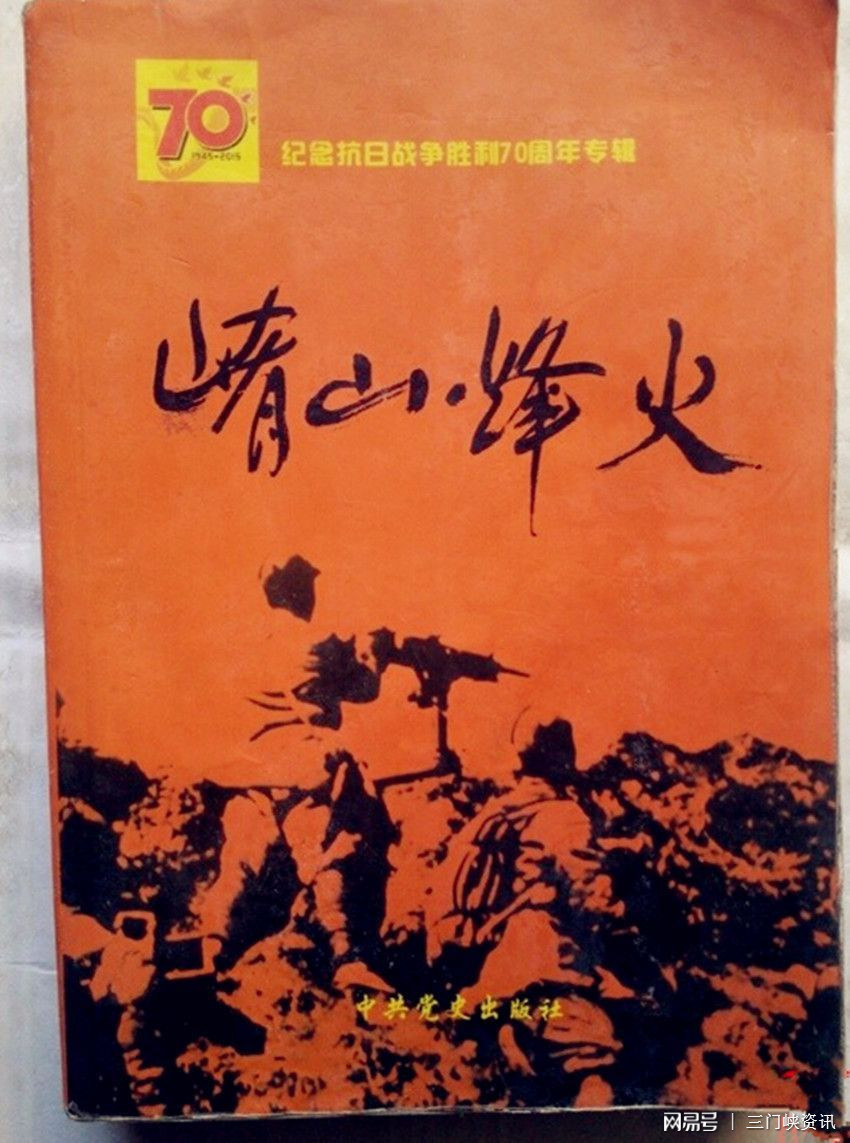 70
1945-2015
纪念抗日战争胜利70周年专辑
崤山·烽火
中共党史出版社
网易号 | 三门峡资讯